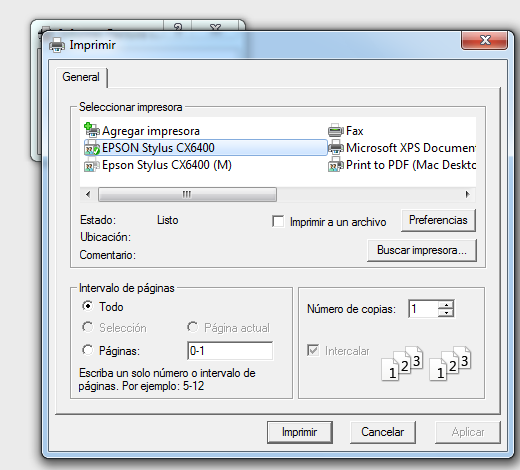 Imprimir
General
Seleccionar impresora
Agregar impresora
Fax
EPSON Stylus CX6400
Microsoft XPS Documen
Epson Stylus CX6400 (M)
Print to PDF (Mac Deskto
Estado: Listo
Imprimir a un archivo
Preferencias
Ubicación:
Comentario:
Buscar impresora...
Intervalo de páginas
Todo
Número de copias: 1
Selección
Página actual
Páginas: 0-1
Intercalar
1 2 3 1 2 3
Escriba un solo número o intervalo de
páginas. Por ejemplo: 5-12
Imprimir
Cancelar
Aplicar